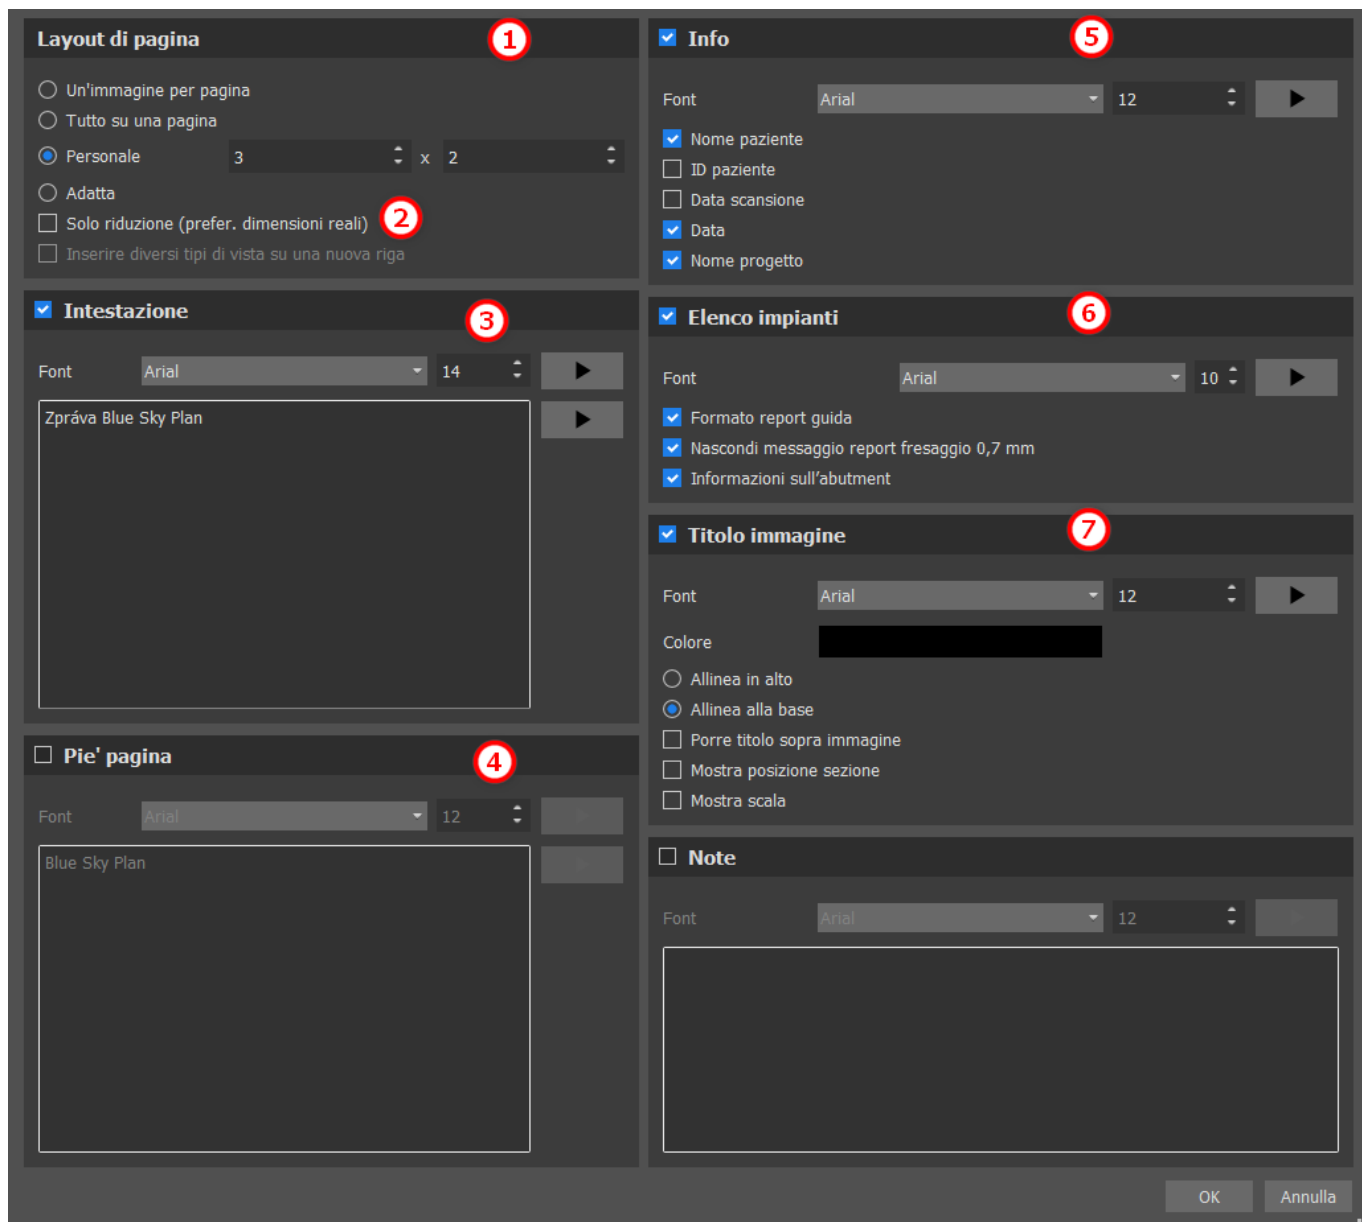 Layout di pagina
1
Un'immagine per pagina
Tutto su una pagina
Personale 3 x 2
Adatta
Solo riduzione (prefer. dimensioni reali) 2
Inserire diversi tipi di vista su una nuova riga
Intestazione
3
Font Arial 14
Zpráva Blue Sky Plan
Pie' pagina
4
Font Arial 12
Blue Sky Plan
Info
5
Font Arial 12
Nome paziente
ID paziente
Data scansione
Data
Nome progetto
Elenco impianti
6
Font Arial 10
Formato report guida
Nascondi messaggio report fresaggio 0,7 mm
Informazioni sull'abutment
Titolo immagine
7
Font Arial 12
Colore
Allinea in alto
Allinea alla base
Porre titolo sopra immagine
Mostra posizione sezione
Mostra scala
Note
Font Arial 12
OK Annulla